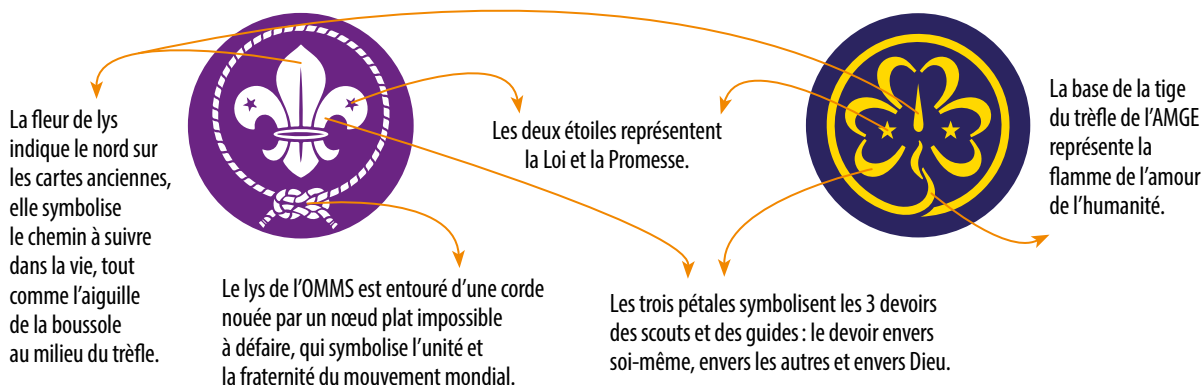 La fleur de lys
indique le nord sur
les cartes anciennes,
elle symbolise
le chemin à suivre
dans la vie, tout
comme l’aiguille
de la boussole
au milieu du trèfle.
Le lys de l’OMMS est entouré d’une corde
nouée par un nœud plat impossible
à défaire, qui symbolise l’unité et
la fraternité du mouvement mondial.
Les deux étoiles représentent
la Loi et la Promesse.
Les trois pétales symbolisent les 3 devoirs
des scouts et des guides : le devoir envers
soi-même, envers les autres et envers Dieu.
La base de la tige
du trèfle de l’AMGE
représente la
flamme de l’amour
de l’humanité.